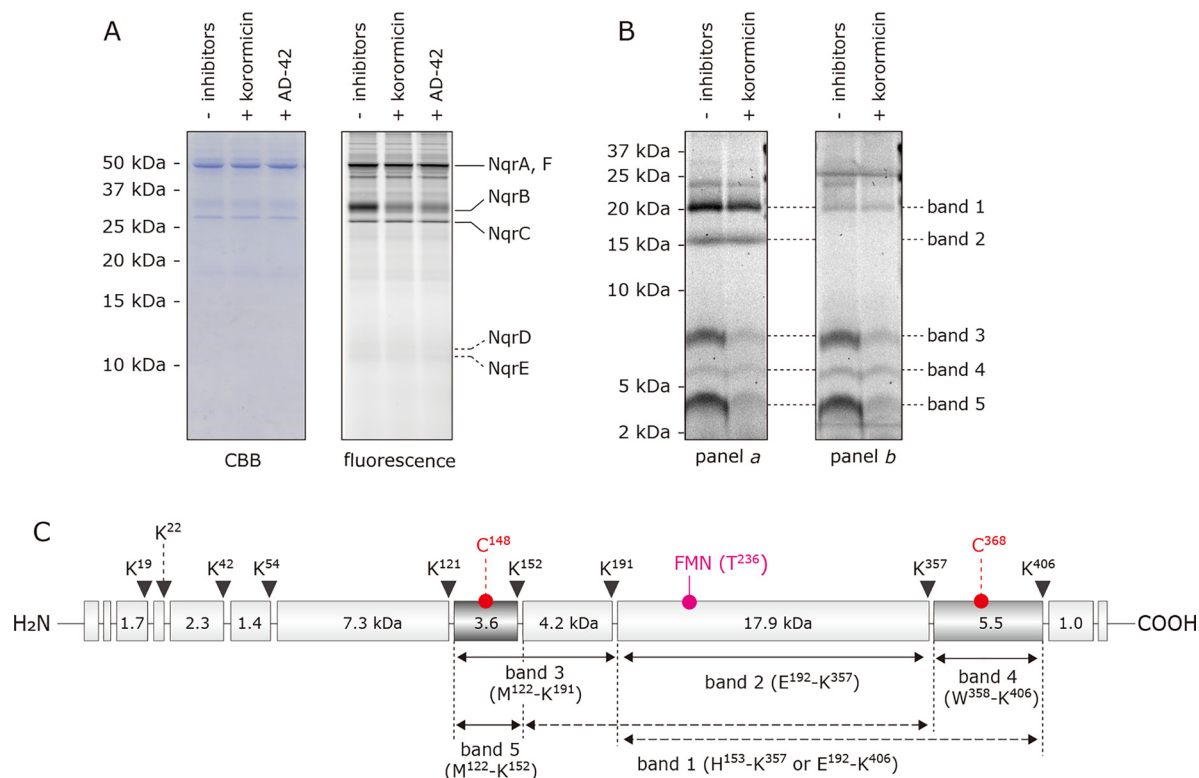 A
- inhibitors
+ korormicin
+ AD-42
- inhibitors
+ korormicin
+ AD-42
50 kDa -
37 kDa -
25 kDa -
20 kDa -
15 kDa -
10 kDa -
NqrA, F
NqrB
NqrC
NqrD
NqrE
CBB
fluorescence
B
- inhibitors
+ korormicin
- inhibitors
+ korormicin
37 kDa -
25 kDa -
20 kDa -
15 kDa -
10 kDa -
5 kDa -
2 kDa -
band 1
band 2
band 3
band 4
band 5
panel a
panel b
C
K¹⁹
K²²
K⁴²
K⁵⁴
K¹²¹
C¹⁴⁸
K¹⁵²
K¹⁹¹
FMN (T²³⁶)
K³⁵⁷
C³⁶⁸
K⁴⁰⁶
H₂N
1.7
2.3
1.4
7.3 kDa
3.6
4.2 kDa
17.9 kDa
5.5
1.0
COOH
band 3
(M¹²²-K¹⁹¹)
band 2 (E¹⁹²-K³⁵⁷)
band 4
(W³⁵⁸-K⁴⁰⁶)
band 5
(M¹²²-K¹⁵²)
band 1 (H¹⁵³-K³⁵⁷ or E¹⁹²-K⁴⁰⁶)